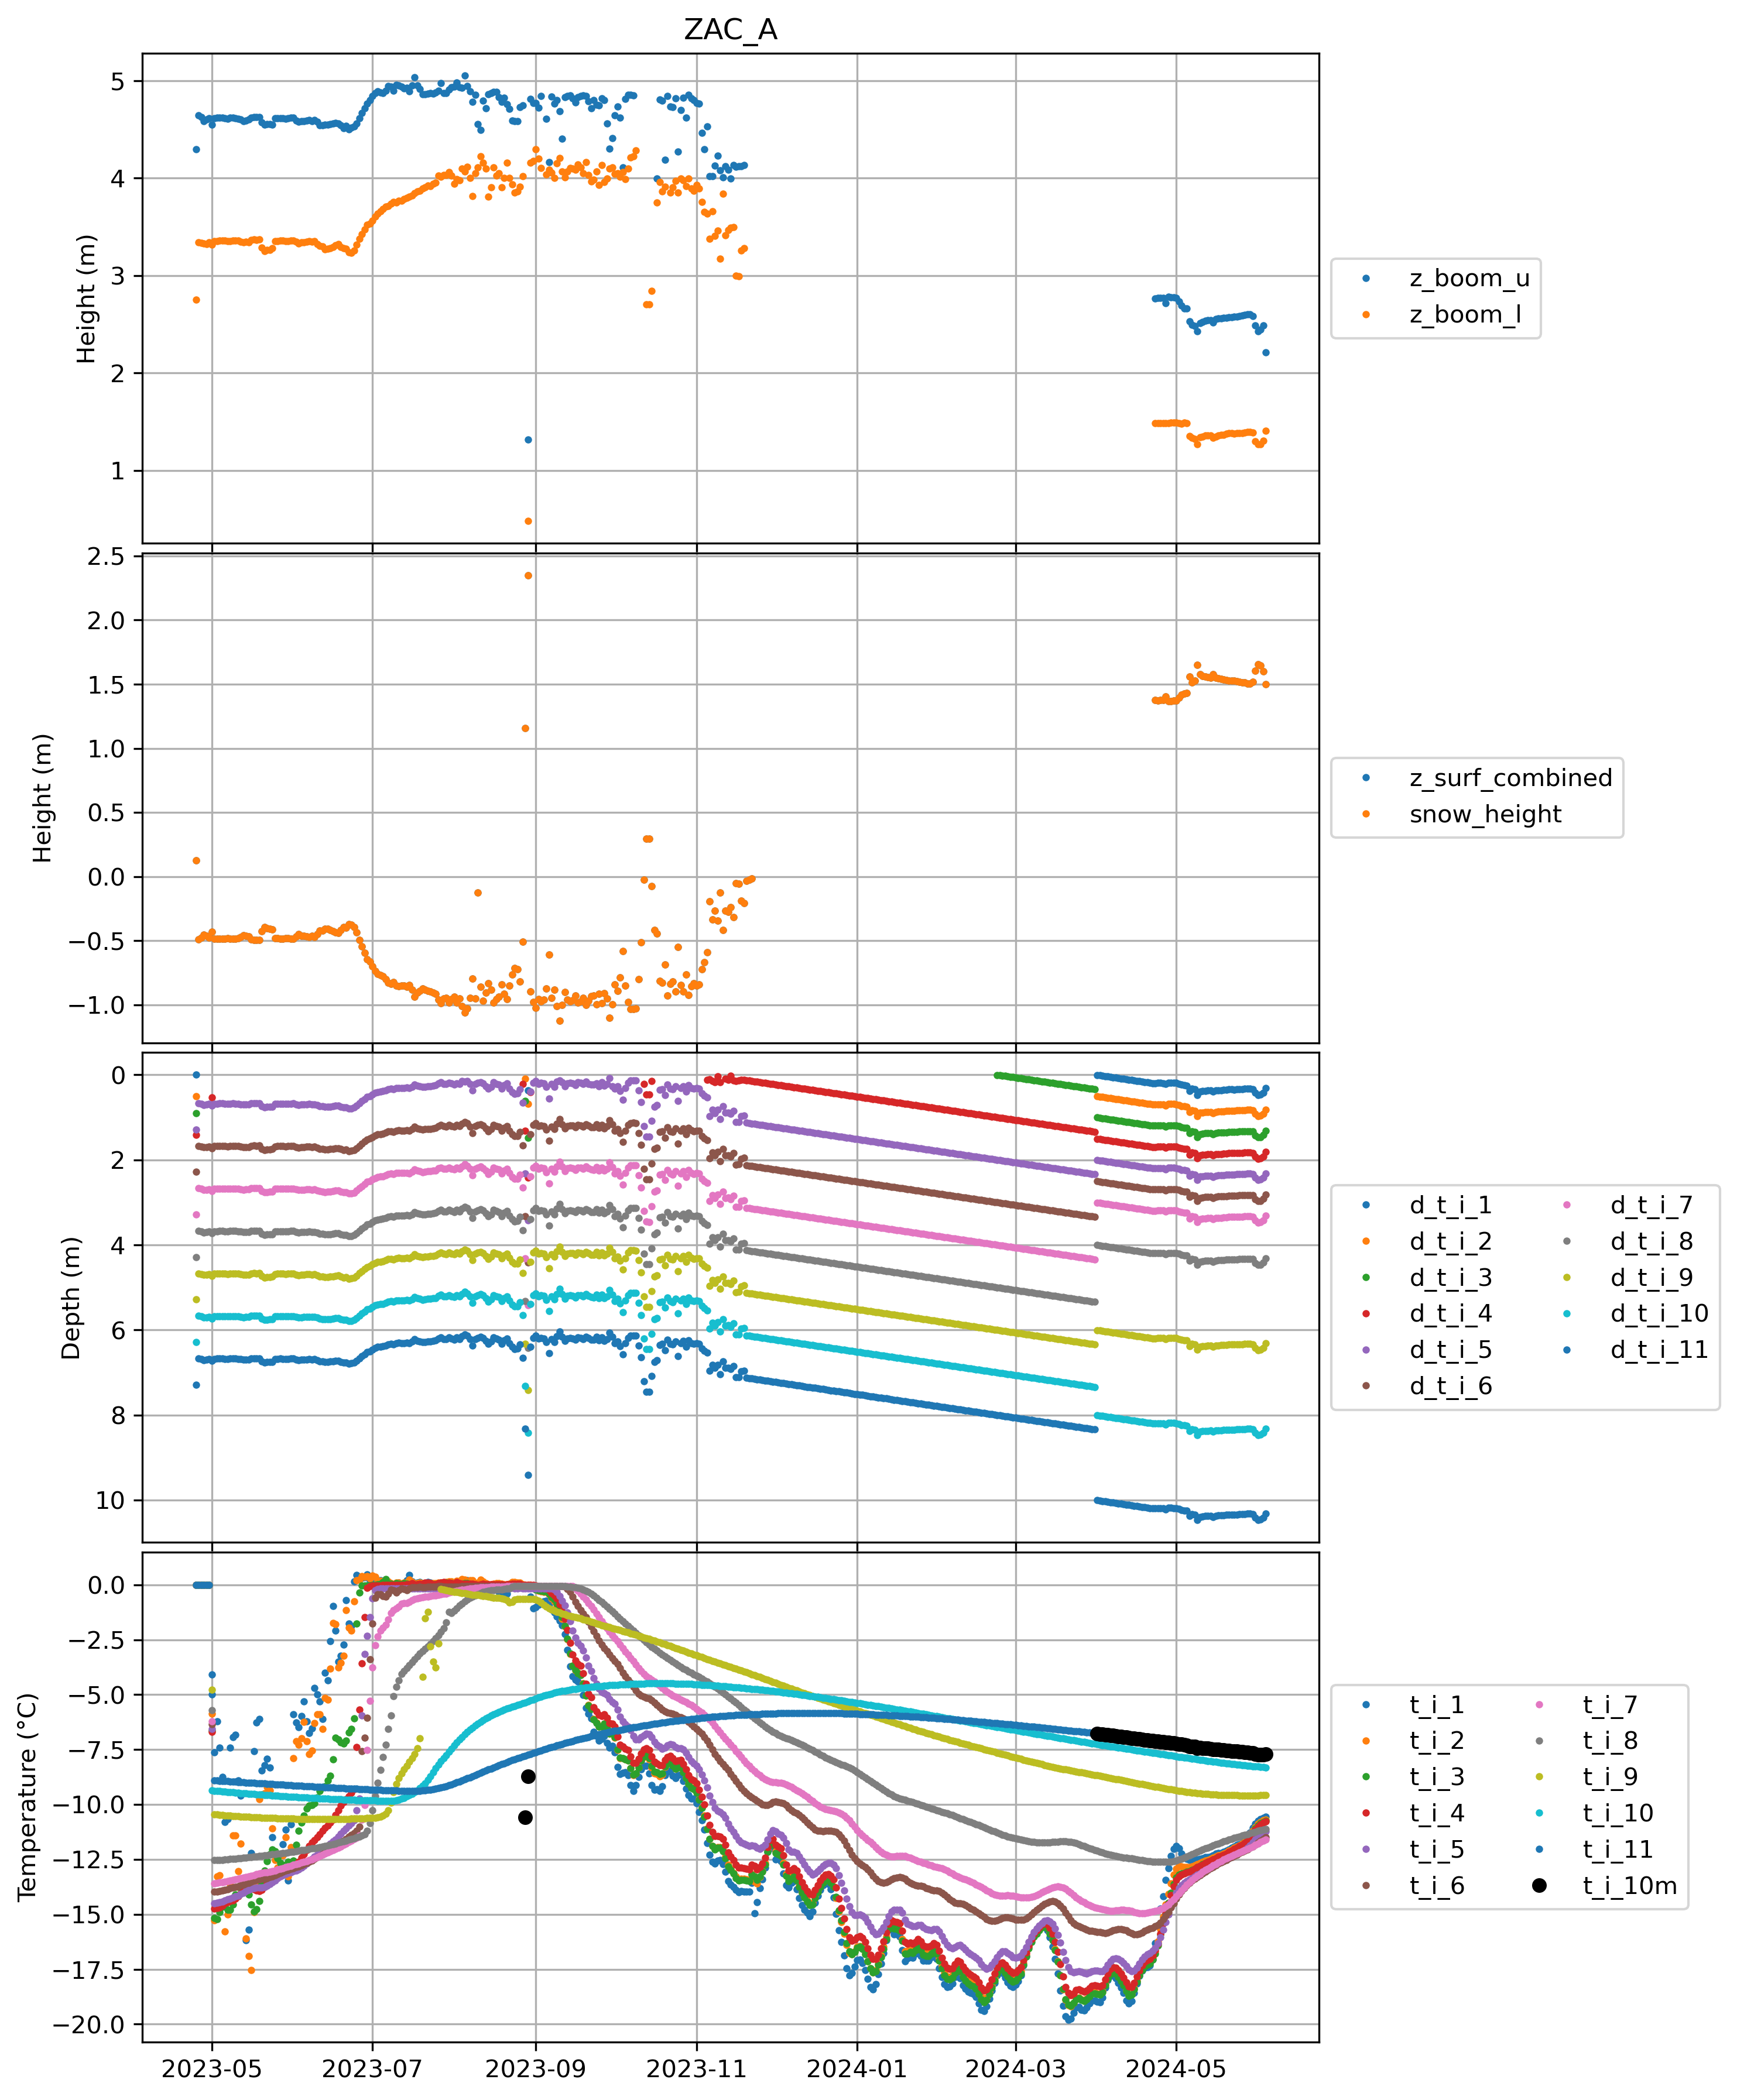 ZAC_A
5
4
3
2
1
Height (m)
z_boom_u
z_boom_l
2.5
2.0
1.5
1.0
0.5
0.0
−0.5
−1.0
Height (m)
z_surf_combined
snow_height
0
2
4
6
8
10
Depth (m)
d_t_i_1 d_t_i_7
d_t_i_2 d_t_i_8
d_t_i_3 d_t_i_9
d_t_i_4 d_t_i_10
d_t_i_5 d_t_i_11
d_t_i_6
0.0
−2.5
−5.0
−7.5
−10.0
−12.5
−15.0
−17.5
−20.0
Temperature (°C)
t_i_1 t_i_7
t_i_2 t_i_8
t_i_3 t_i_9
t_i_4 t_i_10
t_i_5 t_i_11
t_i_6 t_i_10m
2023-05 2023-07 2023-09 2023-11 2024-01 2024-03 2024-05